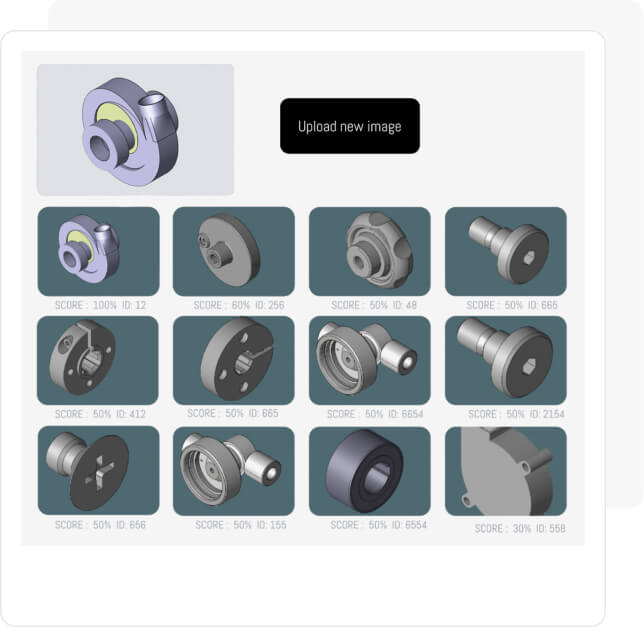 Upload new image
SCORE : 100% ID: 12
SCORE : 60% ID: 256
SCORE : 50% ID: 48
SCORE : 50% ID: 665
SCORE : 50% ID: 412
SCORE : 50% ID: 665
SCORE : 50% ID: 6654
SCORE : 50% ID: 2154
SCORE : 50% ID: 656
SCORE : 50% ID: 155
SCORE : 50% ID: 6554
SCORE : 30% ID: 558